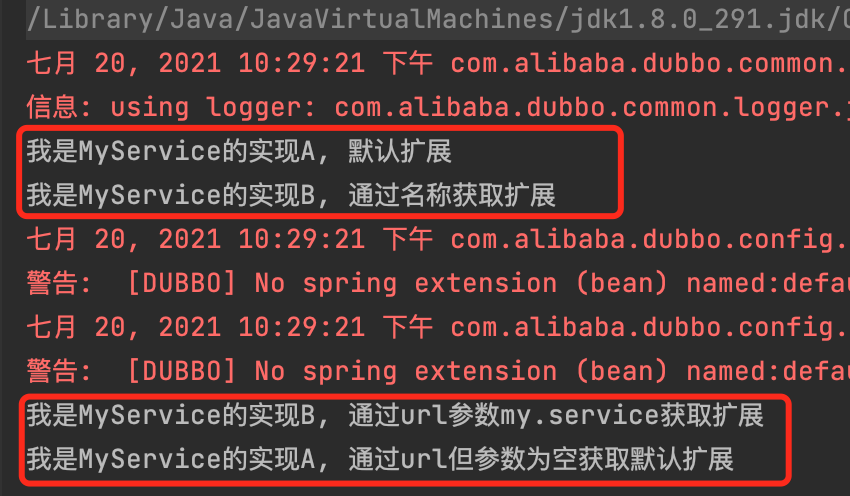 /Library/Java/JavaVirtualMachines/jdk1.8.0_291.jdk/
七月 20, 2021 10:29:21 下午 com.alibaba.dubbo.common.
信息: using logger: com.alibaba.dubbo.common.logger.
我是MyService的实现A, 默认扩展
我是MyService的实现B, 通过名称获取扩展
七月 20, 2021 10:29:21 下午 com.alibaba.dubbo.config.
警告:  [DUBBO] No spring extension (bean) named:defau
七月 20, 2021 10:29:21 下午 com.alibaba.dubbo.config.
警告:  [DUBBO] No spring extension (bean) named:defau
我是MyService的实现B, 通过url参数my.service获取扩展
我是MyService的实现A, 通过url但参数为空获取默认扩展